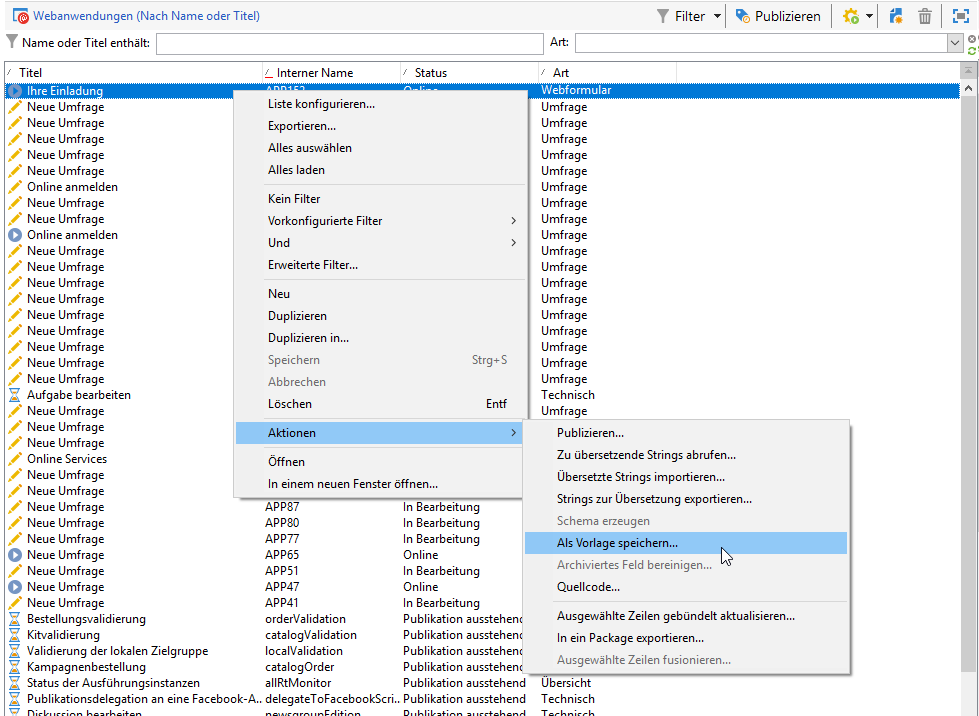 Webanwendungen (Nach Name oder Titel) Filter Publizieren
Name oder Titel enthält: Art:
Titel Interner Name Status Art
Ihre Einladung Webformular
Liste konfigurieren...
Exportieren...
Alles auswählen
Alles laden
Kein Filter
Vorkonfigurierte Filter
Und
Erweiterte Filter...
Neu
Duplizieren
Duplizieren in...
Speichern Strg+S
Abbrechen
Löschen Entf
Aktionen
Öffnen
In einem neuen Fenster öffnen...
Publizieren...
Zu übersetzende Strings abrufen...
Übersetzte Strings importieren...
Strings zur Übersetzung exportieren...
Schema erzeugen
Als Vorlage speichern...
Archiviertes Feld bereinigen...
Quellcode...
Ausgewählte Zeilen gebündelt aktualisieren...
In ein Package exportieren...
Ausgewählte Zeilen fusionieren...
Neue Umfrage Umfrage
Neue Umfrage Umfrage
Neue Umfrage Umfrage
Neue Umfrage Umfrage
Neue Umfrage Umfrage
Online anmelden Umfrage
Neue Umfrage Umfrage
Neue Umfrage Umfrage
Online anmelden Umfrage
Neue Umfrage Umfrage
Neue Umfrage Umfrage
Neue Umfrage Umfrage
Neue Umfrage Umfrage
Neue Umfrage Umfrage
Neue Umfrage Umfrage
Neue Umfrage Umfrage
Neue Umfrage Umfrage
Neue Umfrage Umfrage
Aufgabe bearbeiten Technisch
Neue Umfrage Umfrage
Neue Umfrage
Neue Umfrage
Online Services
Neue Umfrage
Neue Umfrage
Neue Umfrage APP87 In Bearbeitung
Neue Umfrage APP80 In Bearbeitung
Neue Umfrage APP77 In Bearbeitung
Neue Umfrage APP65 Online
Neue Umfrage APP51 In Bearbeitung
Neue Umfrage APP47 Online
Neue Umfrage APP41 In Bearbeitung
Bestellungsvalidierung orderValidation Publikation ausstehend
Kitvalidierung catalogValidation Publikation ausstehend
Validierung der lokalen Zielgruppe localValidation Publikation ausstehend
Kampagnenbestellung catalogOrder Publikation ausstehend
Status der Ausführungsinstanzen allRtMonitor Publikation ausstehend Übersicht
Publikationsdelegation an eine Facebook-A... delegateToFacebookScri... Publikation ausstehend Technisch
Diskussion bearbeiten newsgroupEdition Publikation ausstehend Technisch